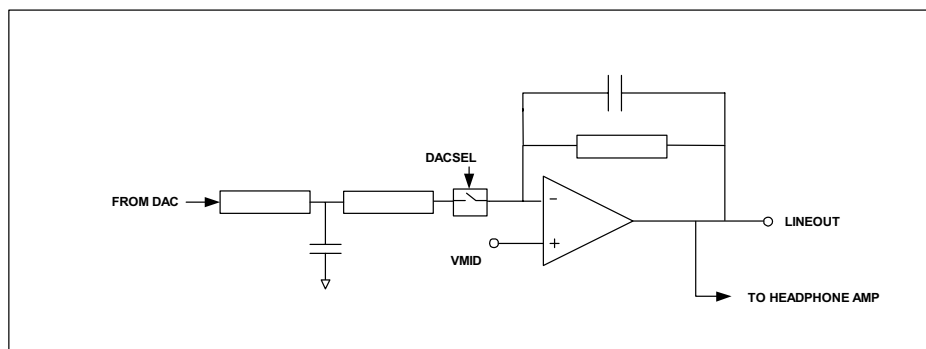 DACSEL
FROM DAC
−
+
VMID
LINEOUT
TO HEADPHONE AMP